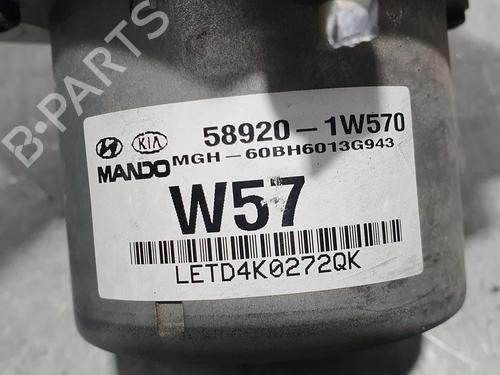 B-PARTS
KIA 58920-1W570
MANDO MGH-60BH6013G943
W57
LETD4K0272QK